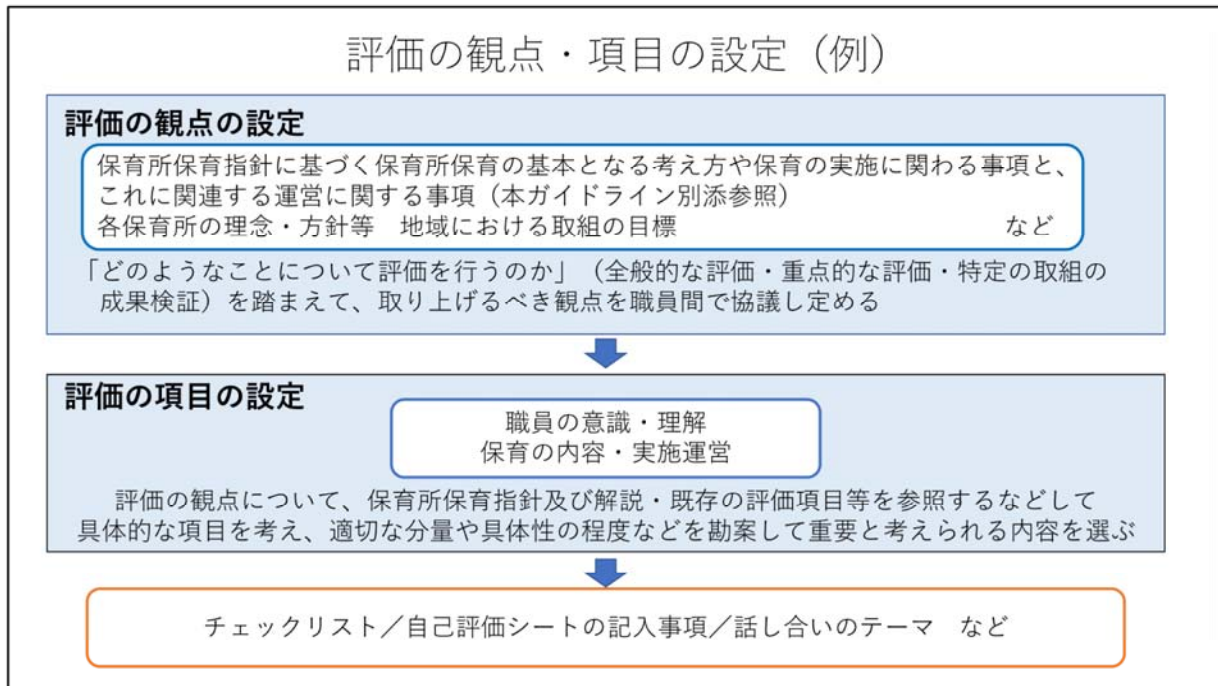 評価の観点・項目の設定（例）
評価の観点の設定
保育所保育指針に基づく保育所保育の基本となる考え方や保育の実施に関わる事項と、
これに関連する運営に関する事項（本ガイドライン別添参照）
各保育所の理念・方針等　地域における取組の目標　など
「どのようなことについて評価を行うのか」（全般的な評価・重点的な評価・特定の取組の
成果検証）を踏まえて、取り上げるべき観点を職員間で協議し定める
評価の項目の設定
職員の意識・理解
保育の内容・実施運営
評価の観点について、保育所保育指針及び解説・既存の評価項目等を参照するなどして
具体的な項目を考え、適切な分量や具体性の程度などを勘案して重要と考えられる内容を選ぶ
チェックリスト／自己評価シートの記入事項／話し合いのテーマ　など